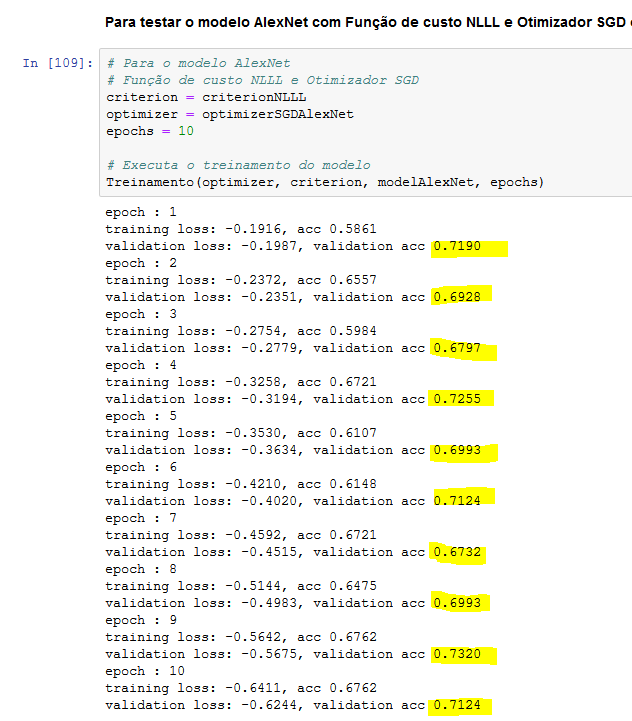 Para testar o modelo AlexNet com Função de custo NLLL e Otimizador SGD
In [109]:
# Para o modelo AlexNet
# Função de custo NLLL e Otimizador SGD
criterion = criterionNLLL
optimizer = optimizerSGDAlexNet
epochs = 10
# Executa o treinamento do modelo
Treinamento(optimizer, criterion, modelAlexNet, epochs)
epoch : 1
training loss: -0.1916, acc 0.5861
validation loss: -0.1987, validation acc 0.7190
epoch : 2
training loss: -0.2372, acc 0.6557
validation loss: -0.2351, validation acc 0.6928
epoch : 3
training loss: -0.2754, acc 0.5984
validation loss: -0.2779, validation acc 0.6797
epoch : 4
training loss: -0.3258, acc 0.6721
validation loss: -0.3194, validation acc 0.7255
epoch : 5
training loss: -0.3530, acc 0.6107
validation loss: -0.3634, validation acc 0.6993
epoch : 6
training loss: -0.4210, acc 0.6148
validation loss: -0.4020, validation acc 0.7124
epoch : 7
training loss: -0.4592, acc 0.6721
validation loss: -0.4515, validation acc 0.6732
epoch : 8
training loss: -0.5144, acc 0.6475
validation loss: -0.4983, validation acc 0.6993
epoch : 9
training loss: -0.5642, acc 0.6762
validation loss: -0.5675, validation acc 0.7320
epoch : 10
training loss: -0.6411, acc 0.6762
validation loss: -0.6244, validation acc 0.7124